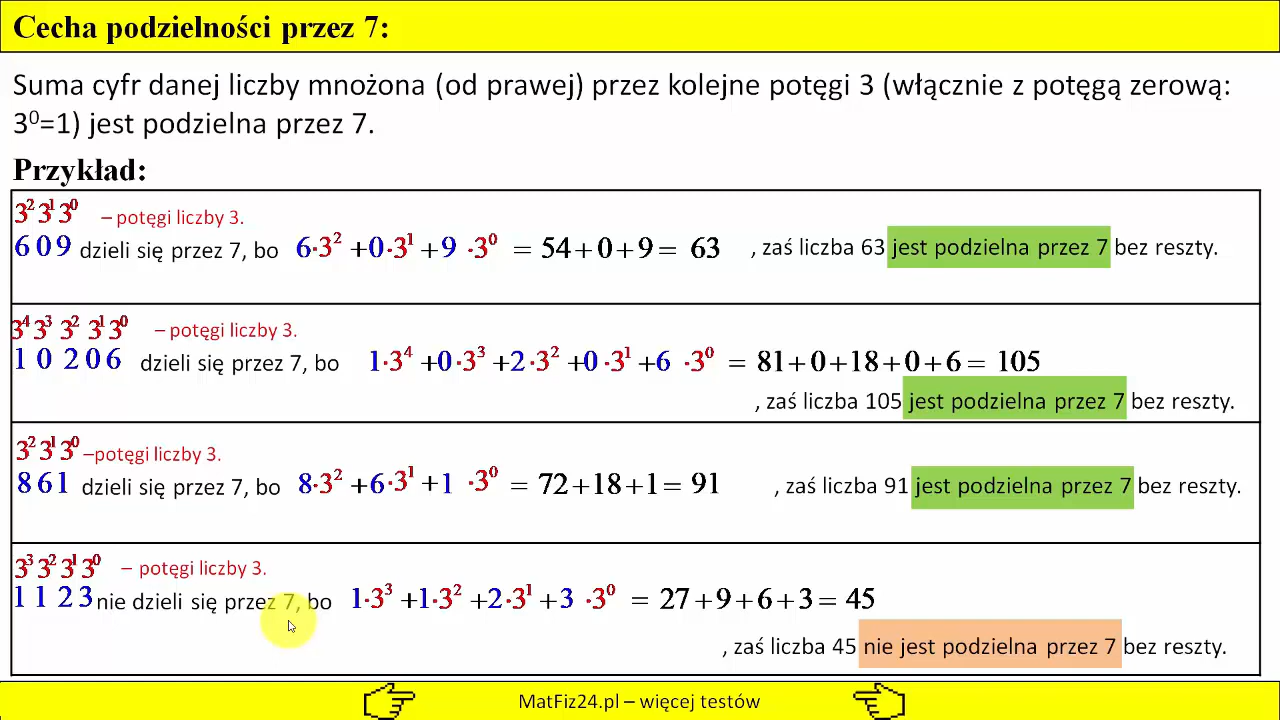 Cecha podzielności przez 7:
Suma cyfr danej liczby mnożona (od prawej) przez kolejne potęgi 3 (włącznie z potęgą zerową:
3⁰=1) jest podzielna przez 7.
Przykład:
3² 3¹ 3⁰ – potęgi liczby 3.
6 0 9 dzieli się przez 7, bo 6·3² +0·3¹ +9 ·3⁰ = 54+0+9= 63 , zaś liczba 63 jest podzielna przez 7 bez reszty.
3⁴ 3³ 3² 3¹ 3⁰ – potęgi liczby 3.
1 0 2 0 6 dzieli się przez 7, bo 1·3⁴ +0·3³ +2·3² +0·3¹ +6 ·3⁰ = 81+0+18+0+6= 105
, zaś liczba 105 jest podzielna przez 7 bez reszty.
3² 3¹ 3⁰ –potęgi liczby 3.
8 6 1 dzieli się przez 7, bo 8·3² +6·3¹ +1 ·3⁰ = 72+18+1= 91 , zaś liczba 91 jest podzielna przez 7 bez reszty.
3³ 3² 3¹ 3⁰ – potęgi liczby 3.
1 1 2 3 nie dzieli się przez 7, bo 1·3³ +1·3² +2·3¹ +3 ·3⁰ = 27+9+6+3= 45
, zaś liczba 45 nie jest podzielna przez 7 bez reszty.
MatFiz24.pl – więcej testów